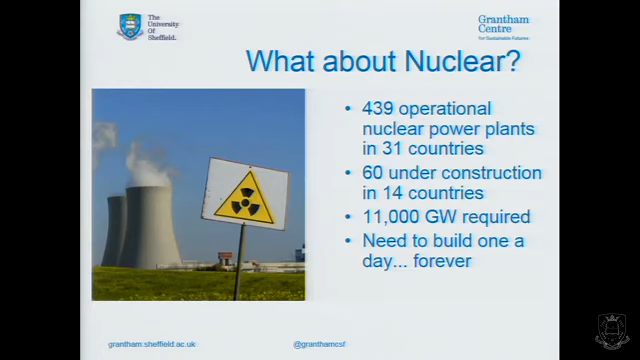 The
University
Of
Sheffield.
Grantham
Centre
For Sustainable Futures
What about Nuclear?
• 439 operational
nuclear power plants
in 31 countries
• 60 under construction
in 14 countries
• 11,000 GW required
• Need to build one a
day... forever
grantham.sheffield.ac.uk
@granthamcsf